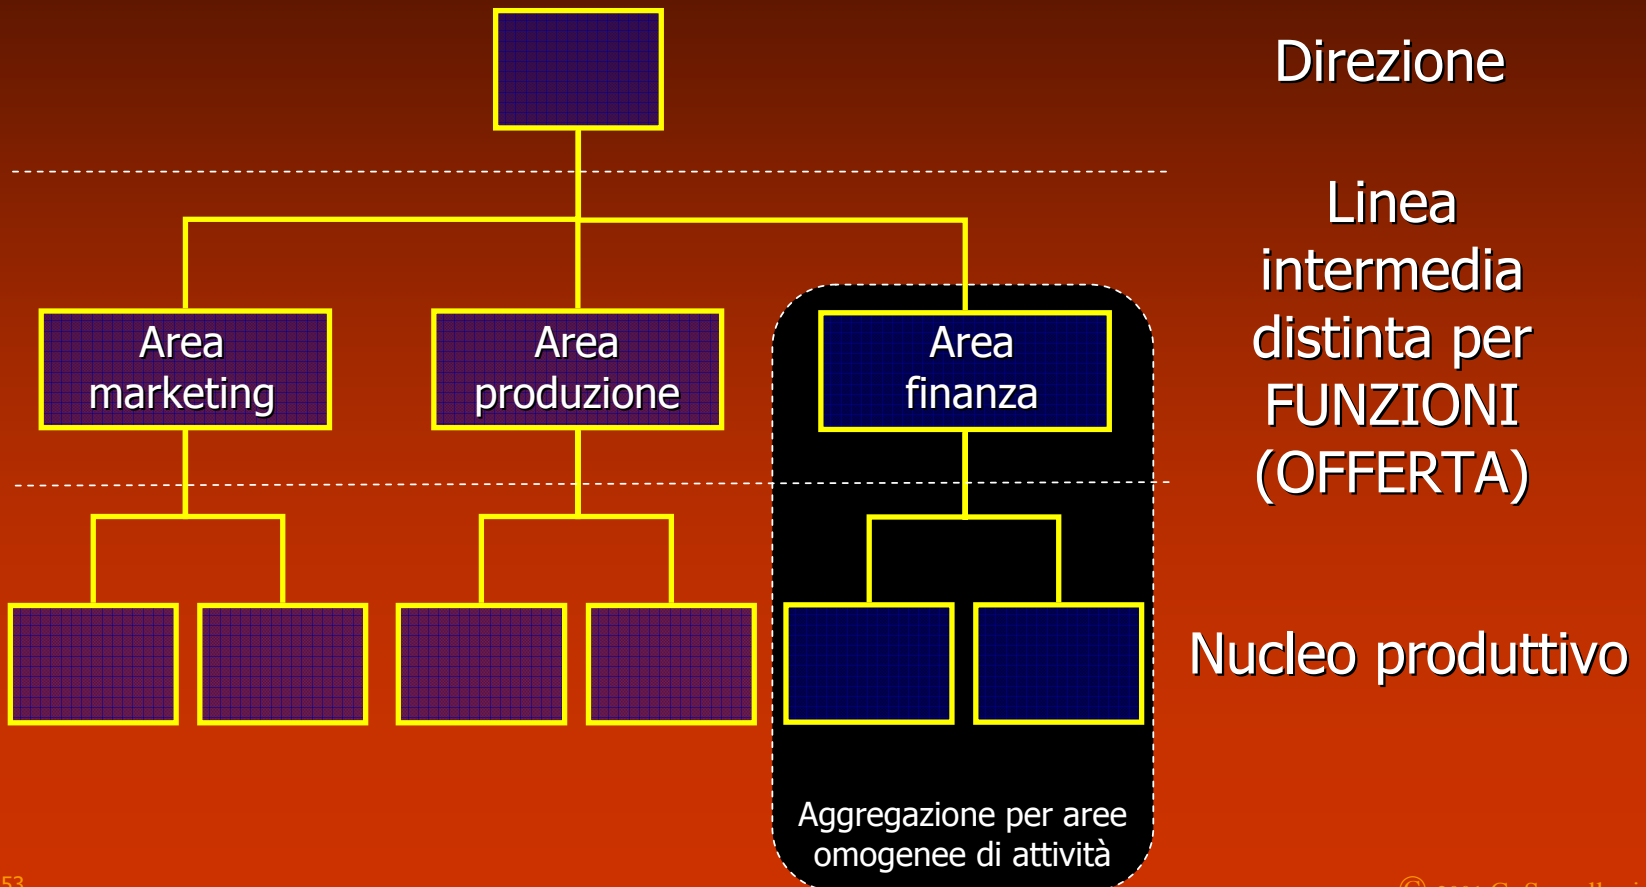 Direzione
Linea
intermedia
distinta per
FUNZIONI
(OFFERTA)
Area
marketing
Area
produzione
Area
finanza
Nucleo produttivo
Aggregazione per aree
omogenee di attività
53
©